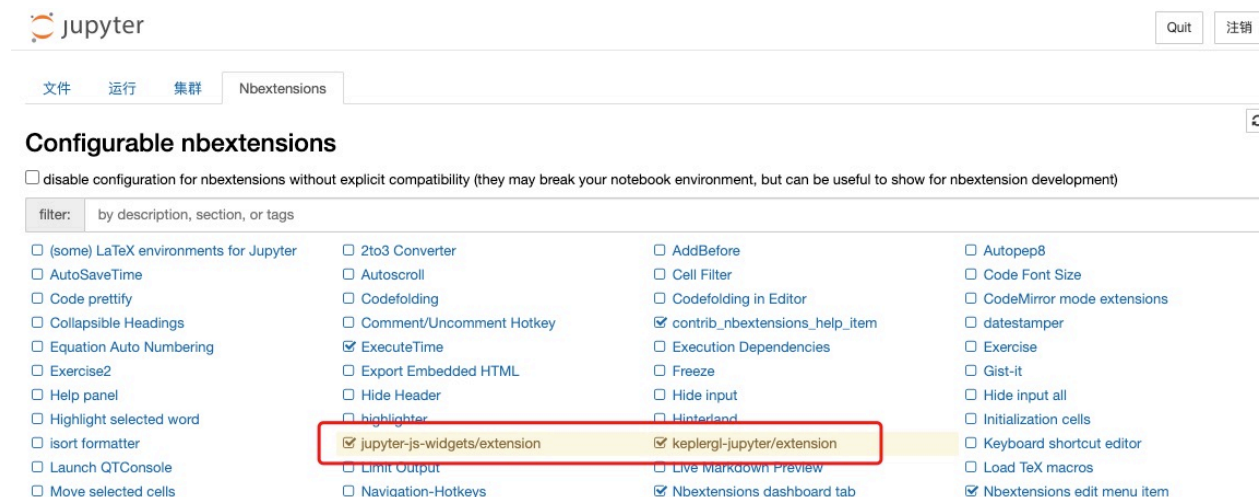 jupyter
Quit 注销
文件 运行 集群 Nbextensions
Configurable nbextensions
disable configuration for nbextensions without explicit compatibility (they may break your notebook environment, but can be useful to show for nbextension development)
filter: by description, section, or tags
(some) LaTeX environments for Jupyter 2to3 Converter AddBefore Autopep8
AutoSaveTime Autoscroll Cell Filter Code Font Size
Code prettify Codefolding Codefolding in Editor CodeMirror mode extensions
Collapsible Headings Comment/Uncomment Hotkey contrib_nbextensions_help_item datestamper
Equation Auto Numbering ExecuteTime Execution Dependencies Exercise
Exercise2 Export Embedded HTML Freeze Gist-it
Help panel Hide Header Hide input Hide input all
Highlight selected word highlighter Hinterland Initialization cells
isort formatter jupyter-js-widgets/extension keplergl-jupyter/extension Keyboard shortcut editor
Launch QTConsole Limit Output Live Markdown Preview Load TeX macros
Move selected cells Navigation-Hotkeys Nbextensions dashboard tab Nbextensions edit menu item